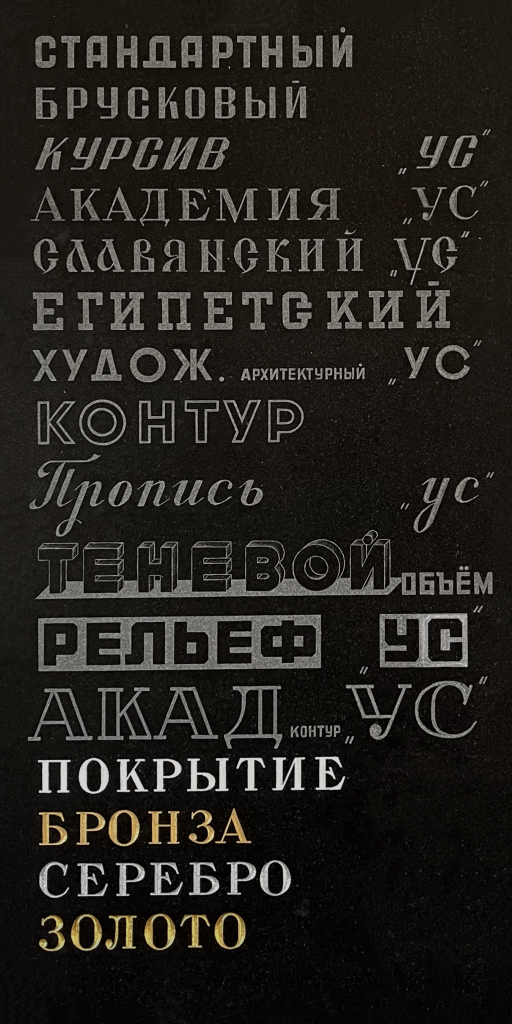 СТАНДАРТНЫЙ
БРУСКОВЫЙ
КУРСИВ „УС"
АКАДЕМИЯ „УС"
СЛАВЯНСКИЙ „УС"
ЕГИПЕТСКИЙ
ХУДОЖ. АРХИТЕКТУРНЫЙ „УС"
КОНТУР
Пропись „ус"
ТЕНЕВОЙ ОБЪЁМ
РЕЛЬЕФ „УС"
АКАД КОНТУР „УС"
ПОКРЫТИЕ
БРОНЗА
СЕРЕБРО
ЗОЛОТО